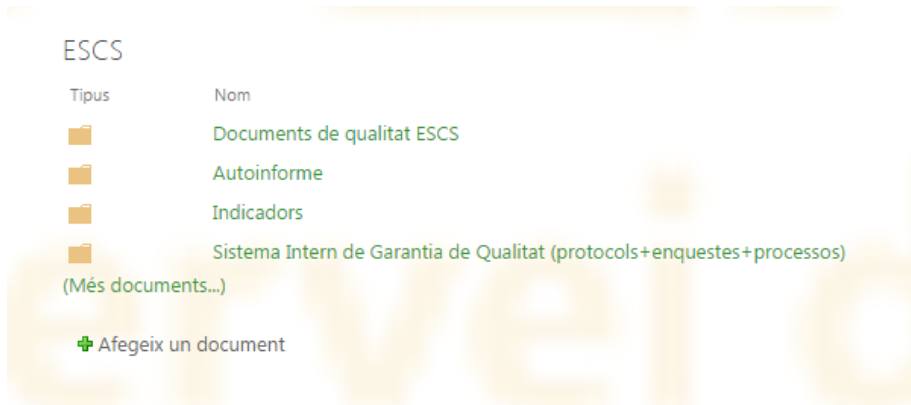 ESCS
Tipus Nom
Documents de qualitat ESCS
Autoinforme
Indicadors
Sistema Intern de Garantia de Qualitat (protocols+enquestes+processos)
(Més documents...)
Afegeix un document